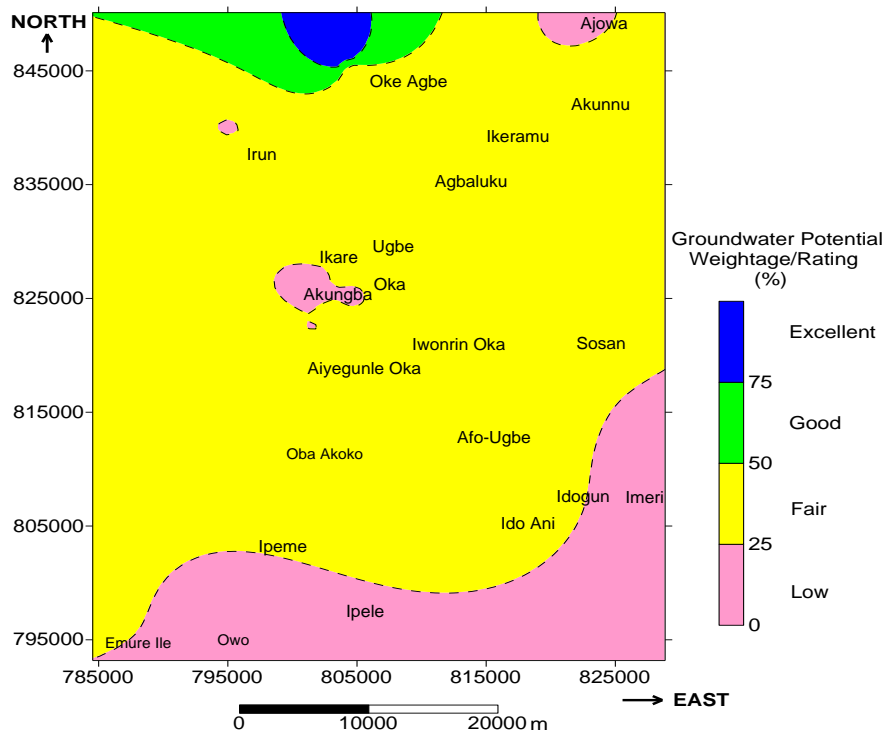 NORTH
Ajowa
845000
Oke Agbe
Akunnu
Ikeramu
Irun
835000
Agbaluku
Groundwater Potential
Weightage/Rating
(%)
Ugbe
Ikare
Oka
825000
Akungba
Excellent
Iwonrin Oka
Sosan
Aiyegunle Oka
75
815000
Good
Afo-Ugbe
Oba Akoko
50
Idogun
Imeri
Fair
805000
Ido Ani
Ipeme
25
Low
Ipele
0
795000
Emure Ile
Owo
785000 795000 805000 815000 825000
EAST
0 10000 20000 m